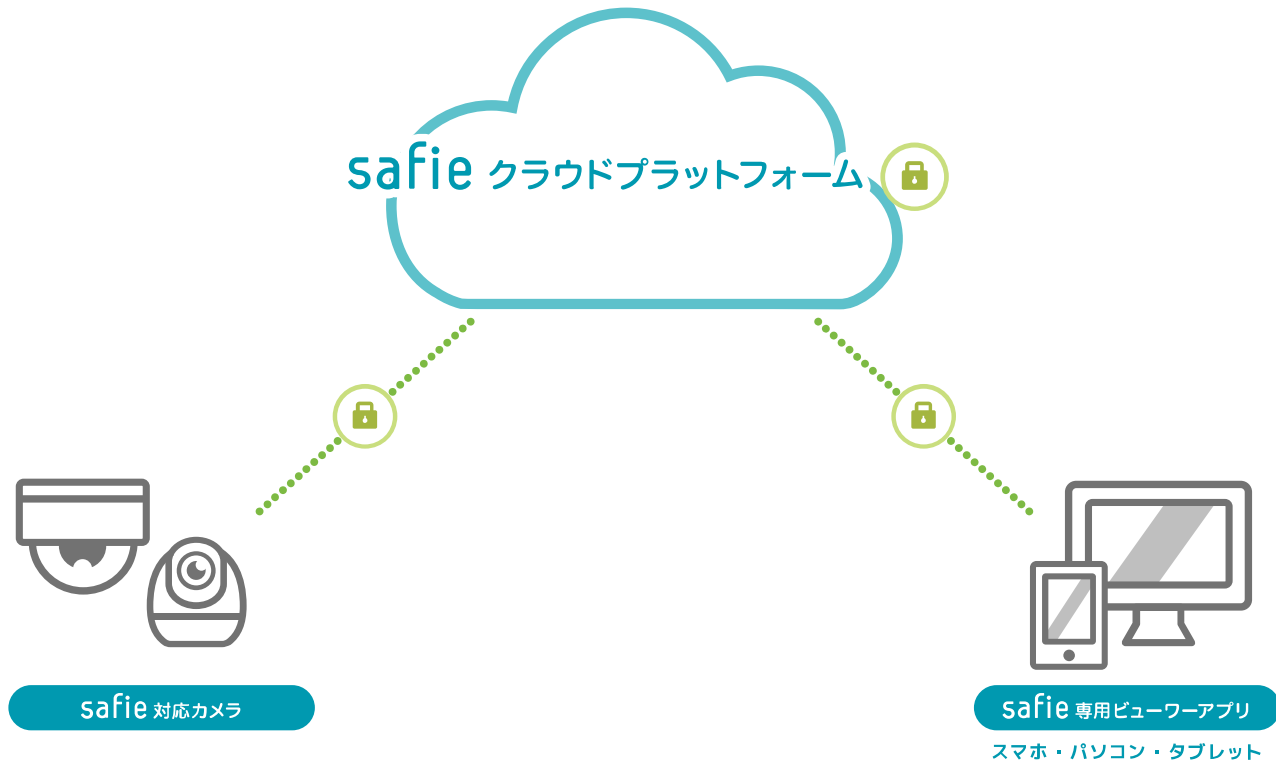 safie クラウドプラットフォーム
safie 対応カメラ
safie 専用ビューワーアプリ
スマホ・パソコン・タブレット